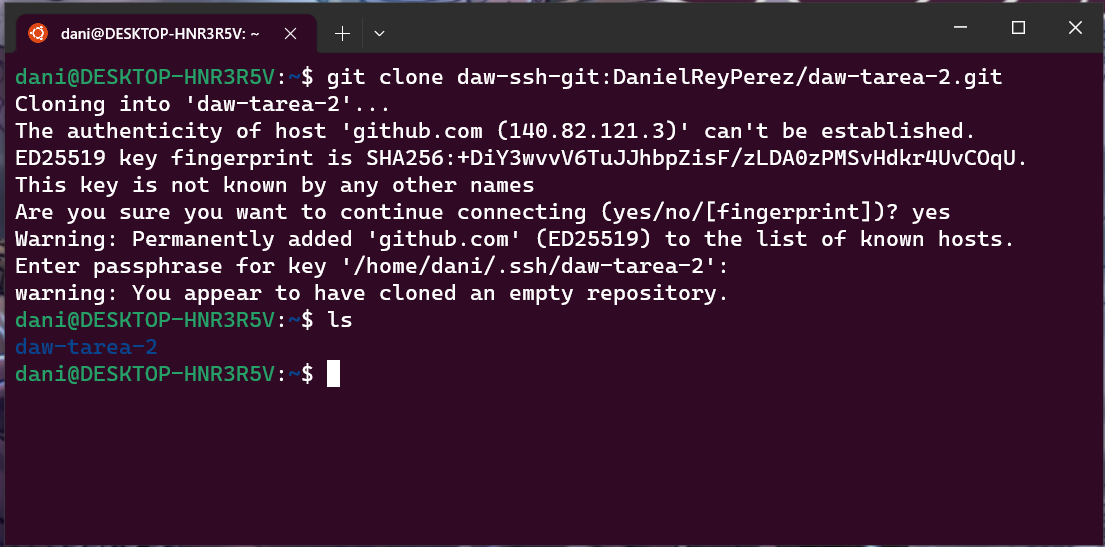 dani@DESKTOP-HNR3R5V: ~
dani@DESKTOP-HNR3R5V:~$ git clone daw-ssh-git:DanielReyPerez/daw-tarea-2.git
Cloning into 'daw-tarea-2'...
The authenticity of host 'github.com (140.82.121.3)' can't be established.
ED25519 key fingerprint is SHA256:+DiY3wvvV6TuJJhbpZisF/zLDA0zPMSvHdkr4UvCOqU.
This key is not known by any other names
Are you sure you want to continue connecting (yes/no/[fingerprint])? yes
Warning: Permanently added 'github.com' (ED25519) to the list of known hosts.
Enter passphrase for key '/home/dani/.ssh/daw-tarea-2':
warning: You appear to have cloned an empty repository.
dani@DESKTOP-HNR3R5V:~$ ls
daw-tarea-2
dani@DESKTOP-HNR3R5V:~$